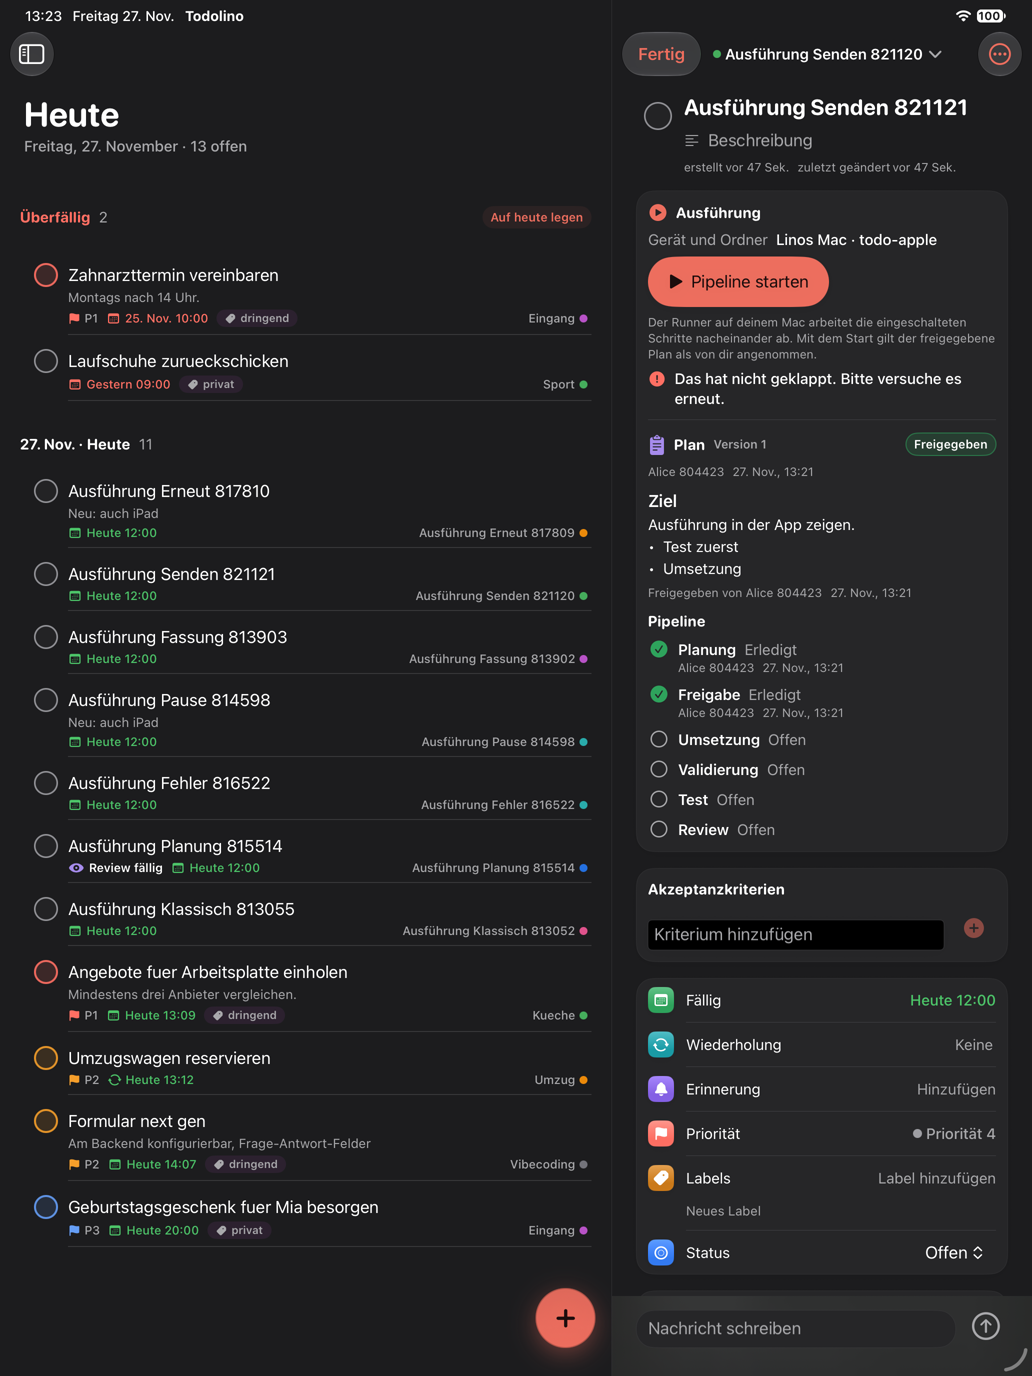 13:23 Freitag 27. Nov. Todolino
100
Heute
Freitag, 27. November · 13 offen
Überfällig 2
Auf heute legen
Zahnarzttermin vereinbaren
Montags nach 14 Uhr.
P1 25. Nov. 10:00 dringend Eingang
Laufschuhe zurueckschicken
Gestern 09:00 privat Sport
27. Nov. · Heute 11
Ausführung Erneut 817810
Neu: auch iPad
Heute 12:00 Ausführung Erneut 817809
Ausführung Senden 821121
Heute 12:00 Ausführung Senden 821120
Ausführung Fassung 813903
Heute 12:00 Ausführung Fassung 813902
Ausführung Pause 814598
Neu: auch iPad
Heute 12:00 Ausführung Pause 814598
Ausführung Fehler 816522
Heute 12:00 Ausführung Fehler 816522
Ausführung Planung 815514
Review fällig Heute 12:00 Ausführung Planung 815514
Ausführung Klassisch 813055
Heute 12:00 Ausführung Klassisch 813052
Angebote fuer Arbeitsplatte einholen
Mindestens drei Anbieter vergleichen.
P1 Heute 13:09 dringend Kueche
Umzugswagen reservieren
P2 Heute 13:12 Umzug
Formular next gen
Am Backend konfigurierbar, Frage-Antwort-Felder
P2 Heute 14:07 dringend Vibecoding
Geburtstagsgeschenk fuer Mia besorgen
P3 Heute 20:00 privat Eingang
Fertig
Ausführung Senden 821120
Ausführung Senden 821121
Beschreibung
erstellt vor 47 Sek. zuletzt geändert vor 47 Sek.
Ausführung
Gerät und Ordner Linos Mac · todo-apple
Pipeline starten
Der Runner auf deinem Mac arbeitet die eingeschalteten
Schritte nacheinander ab. Mit dem Start gilt der freigegebene
Plan als von dir angenommen.
Das hat nicht geklappt. Bitte versuche es
erneut.
Plan Version 1 Freigegeben
Alice 804423 27. Nov., 13:21
Ziel
Ausführung in der App zeigen.
• Test zuerst
• Umsetzung
Freigegeben von Alice 804423 27. Nov., 13:21
Pipeline
Planung Erledigt
Alice 804423 27. Nov., 13:21
Freigabe Erledigt
Alice 804423 27. Nov., 13:21
Umsetzung Offen
Validierung Offen
Test Offen
Review Offen
Akzeptanzkriterien
Kriterium hinzufügen
Fällig Heute 12:00
Wiederholung Keine
Erinnerung Hinzufügen
Priorität Priorität 4
Labels Label hinzufügen
Neues Label
Status Offen
Nachricht schreiben